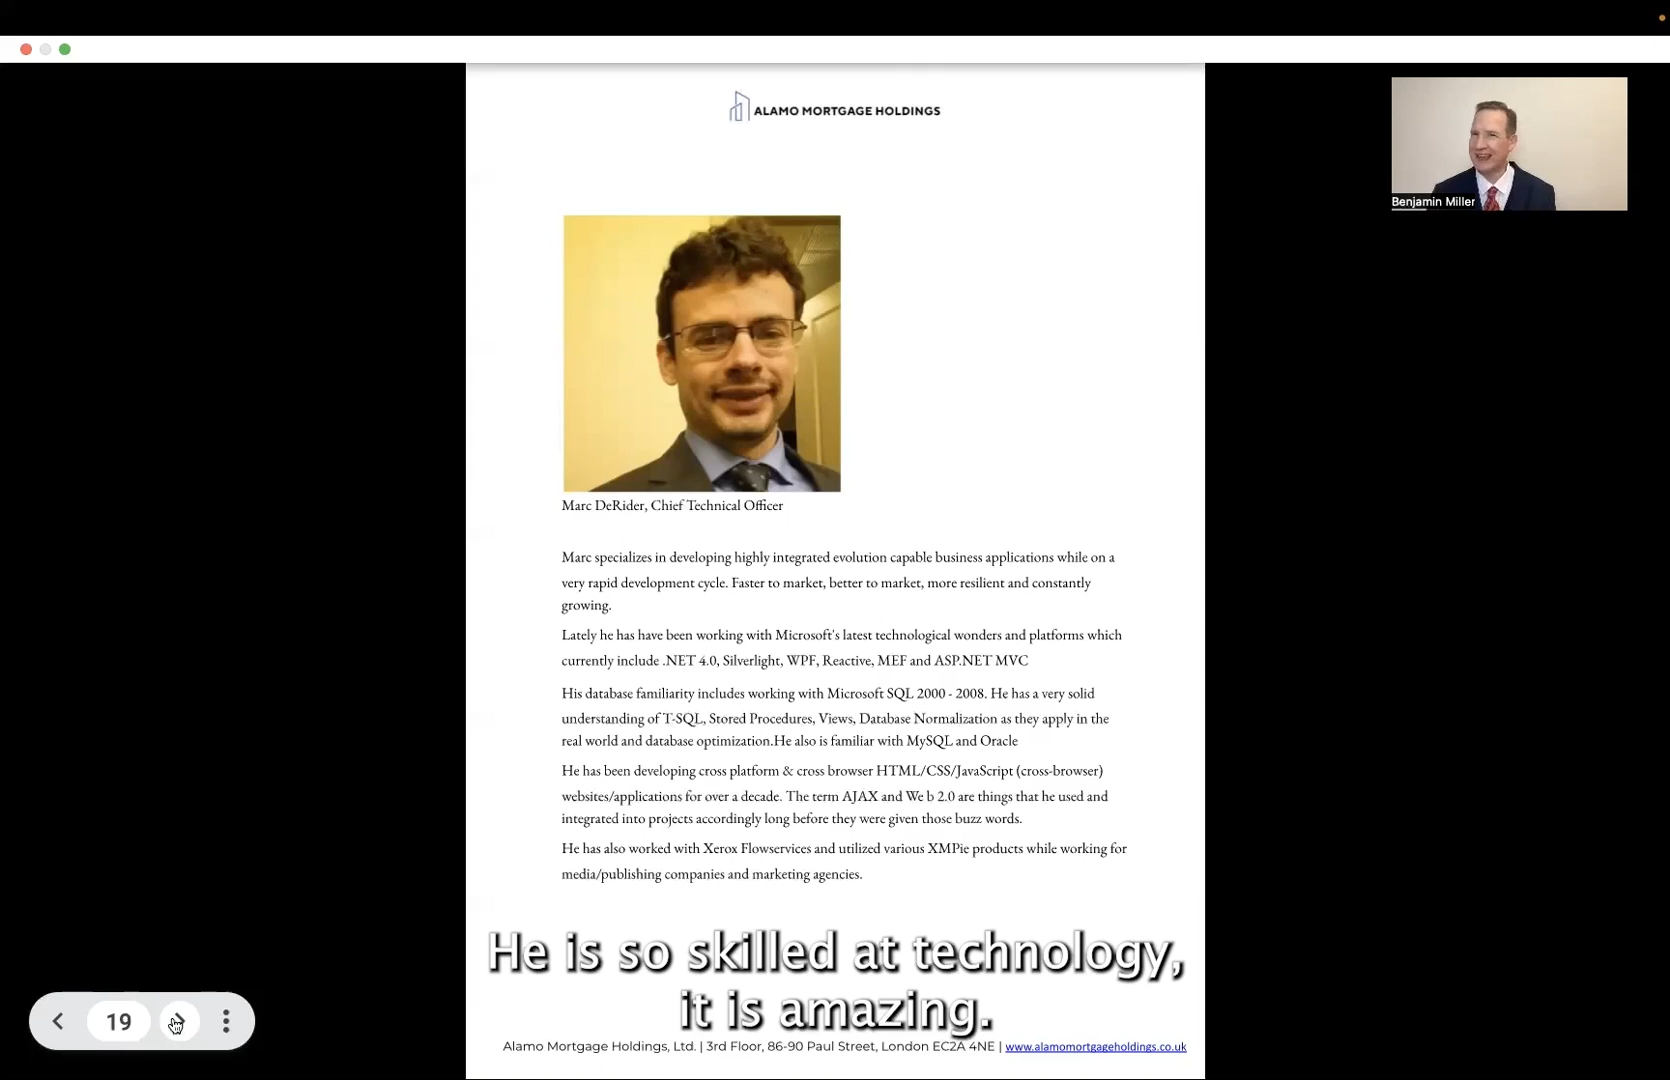 ALAMO MORTGAGE HOLDINGS
Benjamin Miller
Marc DeRider, Chief Technical Officer
Marc specializes in developing highly integrated evolution capable business applications while on a
very rapid development cycle. Faster to market, better to market, more resilient and constantly
growing.
Lately he has have been working with Microsoft's latest technological wonders and platforms which
currently include .NET 4.0, Silverlight, WPF, Reactive, MEF and ASP.NET MVC
His database familiarity includes working with Microsoft SQL 2000 - 2008. He has a very solid
understanding of T-SQL, Stored Procedures, Views, Database Normalization as they apply in the
real world and database optimization.He also is familiar with MySQL and Oracle
He has been developing cross platform & cross browser HTML/CSS/JavaScript (cross-browser)
websites/applications for over a decade. The term AJAX and We b 2.0 are things that he used and
integrated into projects accordingly long before they were given those buzz words.
He has also worked with Xerox Flowservices and utilized various XMPie products while working for
media/publishing companies and marketing agencies.
He is so skilled at technology,
it is amazing.
19
Alamo Mortgage Holdings, Ltd. | 3rd Floor, 86-90 Paul Street, London EC2A 4NE | www.alamomortgageholdings.co.uk